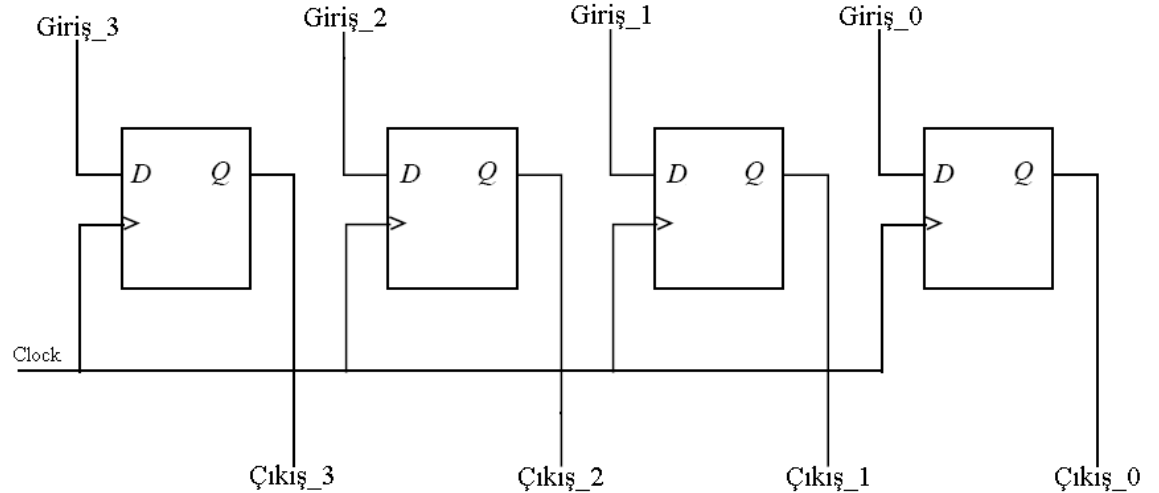 Giriş_3
Giriş_2
Giriş_1
Giriş_0
D Q
D Q
D Q
D Q
Clock
Çıkış_3
Çıkış_2
Çıkış_1
Çıkış_0